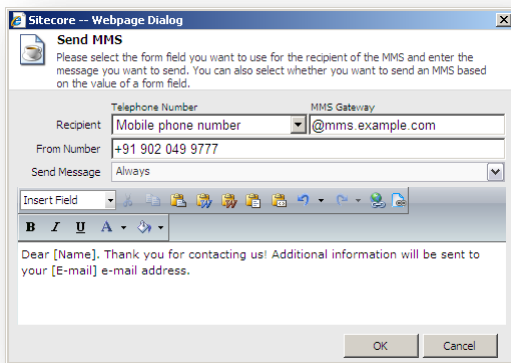 Sitecore -- Webpage Dialog
Send MMS
Please select the form field you want to use for the recipient of the MMS and enter the
message you want to send. You can also select whether you want to send an MMS based
on the value of a form field.
Telephone Number MMS Gateway
Recipient Mobile phone number @mms.example.com
From Number +91 902 049 9777
Send Message Always
Insert Field
B I U A
Dear [Name]. Thank you for contacting us! Additional information will be sent to
your [E-mail] e-mail address.
OK Cancel